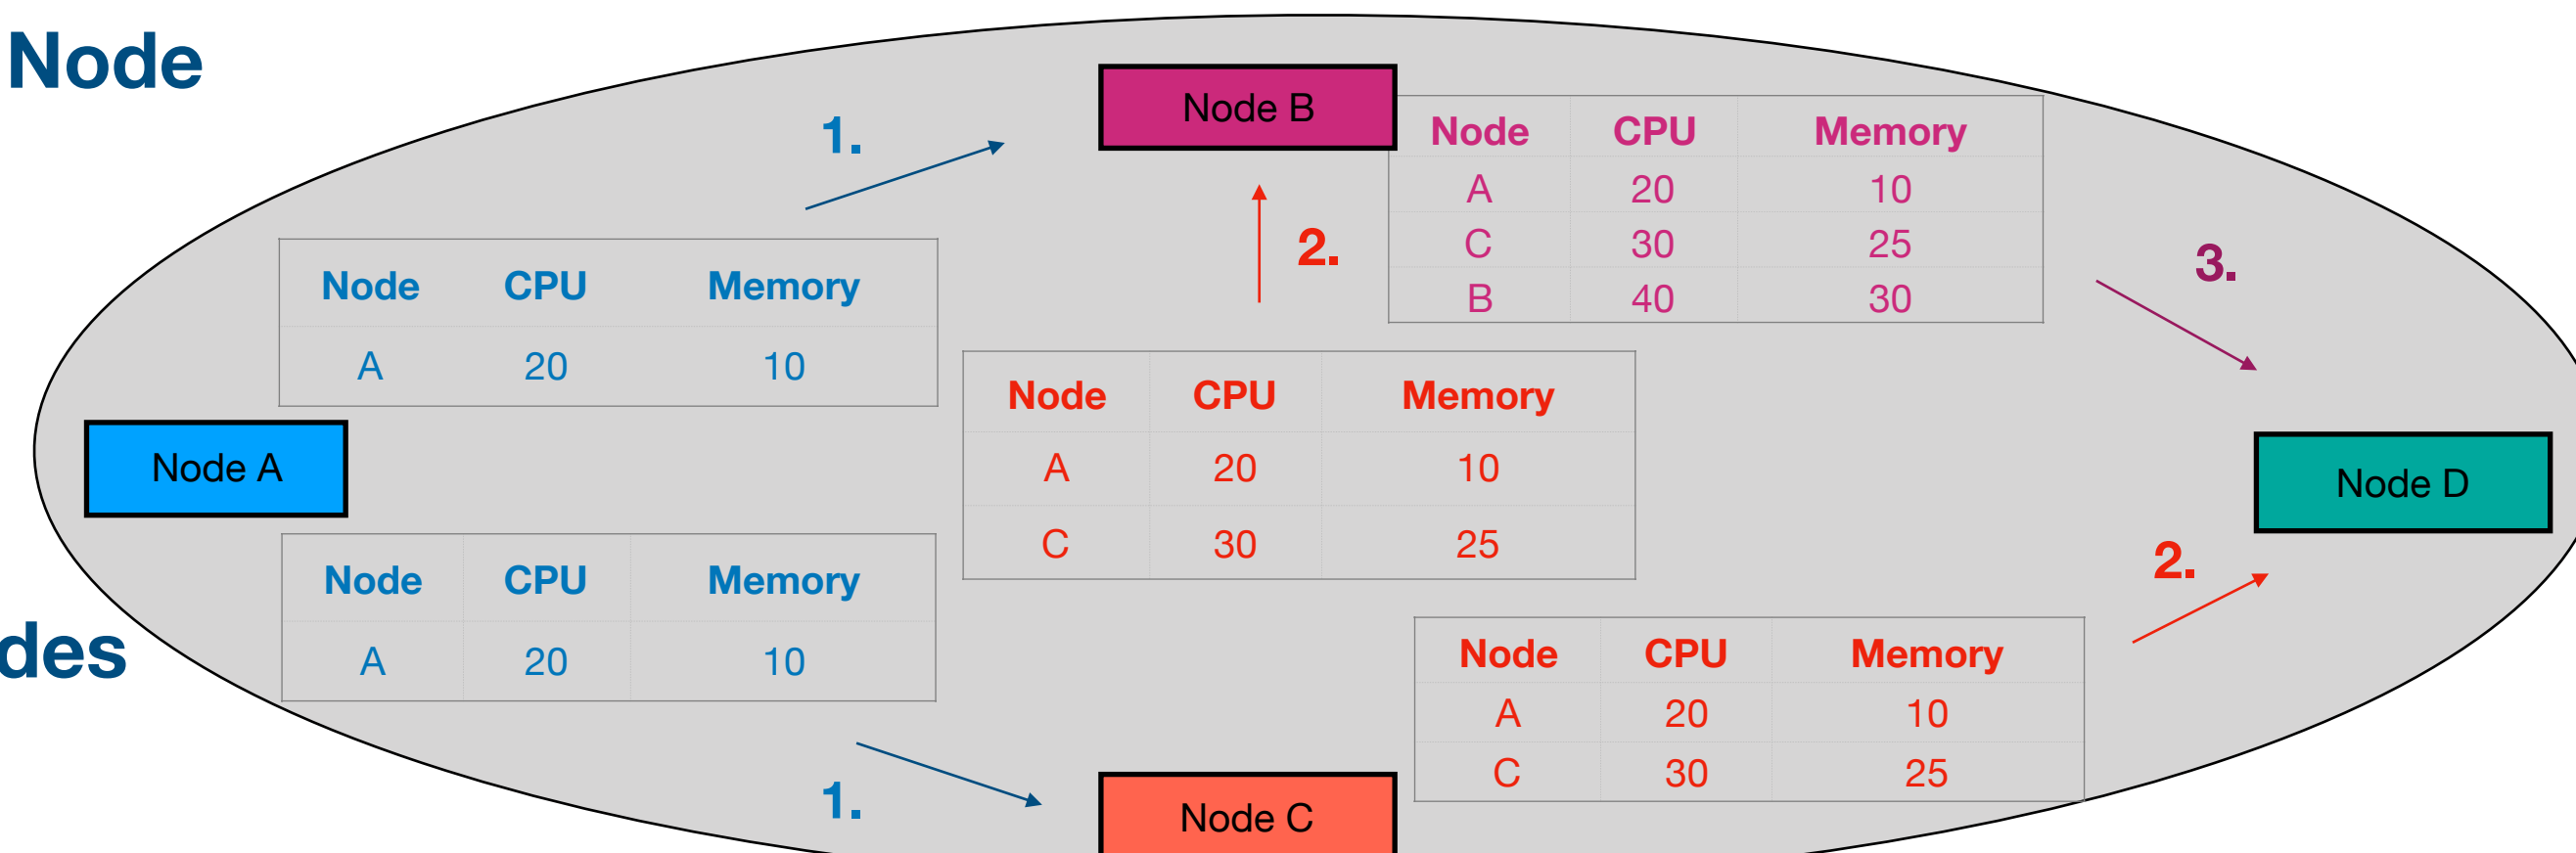 Node
Node B
1.
Node CPU Memory
A 20 10
C 30 25
B 40 30
2.
3.
Node CPU Memory
A 20 10
Node CPU Memory
A 20 10
C 30 25
Node A
Node D
Node CPU Memory
A 20 10
2.
des
Node CPU Memory
A 20 10
C 30 25
1.
Node C